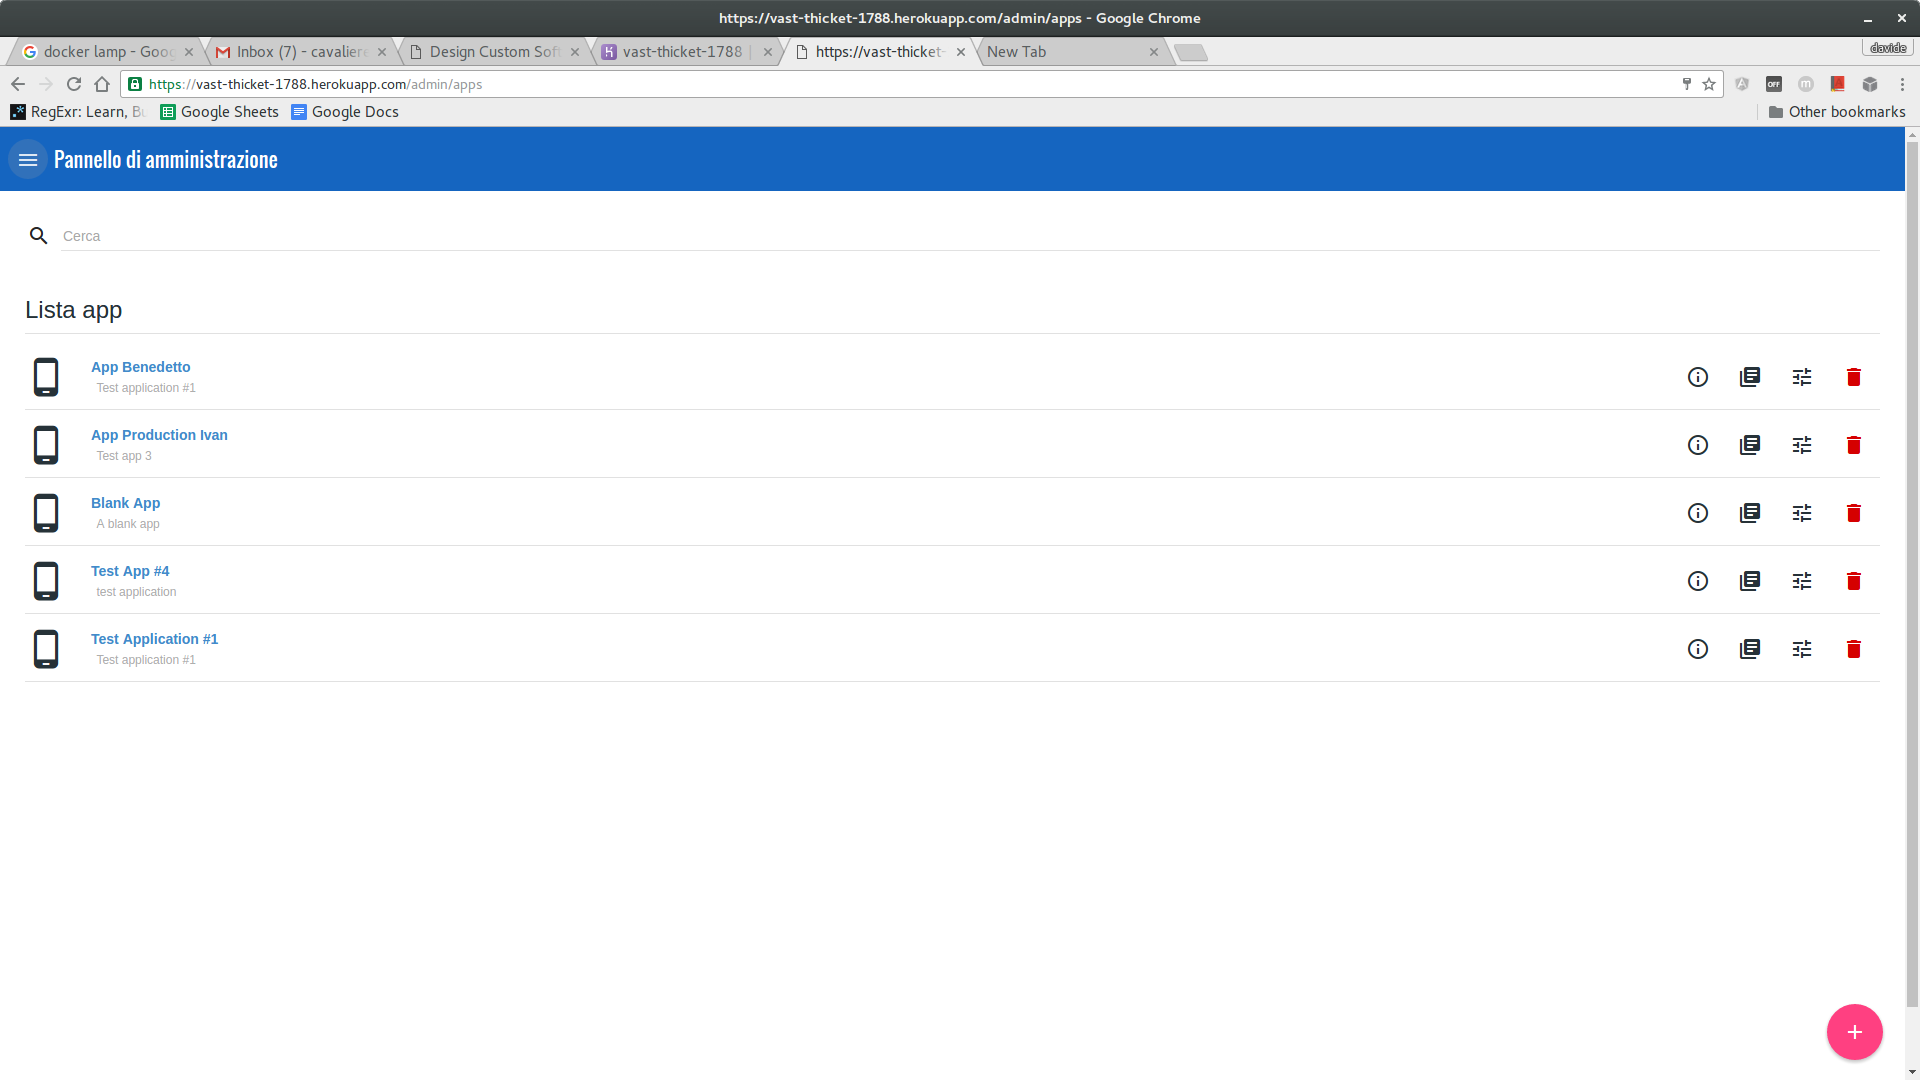 https://vast-thicket-1788.herokuapp.com/admin/apps - Google Chrome
docker lamp - Goog
Inbox (7) - cavaliere
Design Custom Sof
vast-thicket-1788 |
https://vast-thicket-
New Tab
davide
https://vast-thicket-1788.herokuapp.com/admin/apps
OFF
m
RegExr: Learn, Bu
Google Sheets
Google Docs
Other bookmarks
Pannello di amministrazione
Cerca
Lista app
App Benedetto
Test application #1
App Production Ivan
Test app 3
Blank App
A blank app
Test App #4
test application
Test Application #1
Test application #1